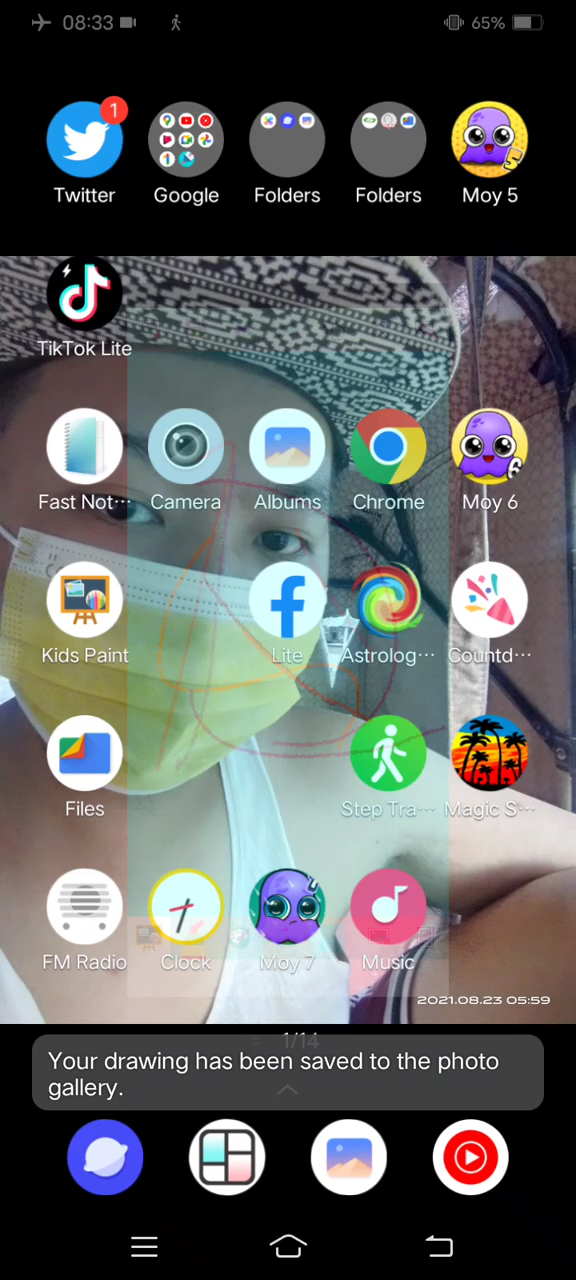 08:33
65%
1
Twitter
Google
Folders
Folders
Moy 5
TikTok Lite
Fast Not···
Camera
Albums
Chrome
Moy 6
6
Kids Paint
Lite
Astrolog···
Countd···
Files
Step Tra···
Magic S···
FM Radio
Clock
Moy 7
Music
2021.08.23 05:59
1/14
Your drawing has been saved to the photo
gallery.